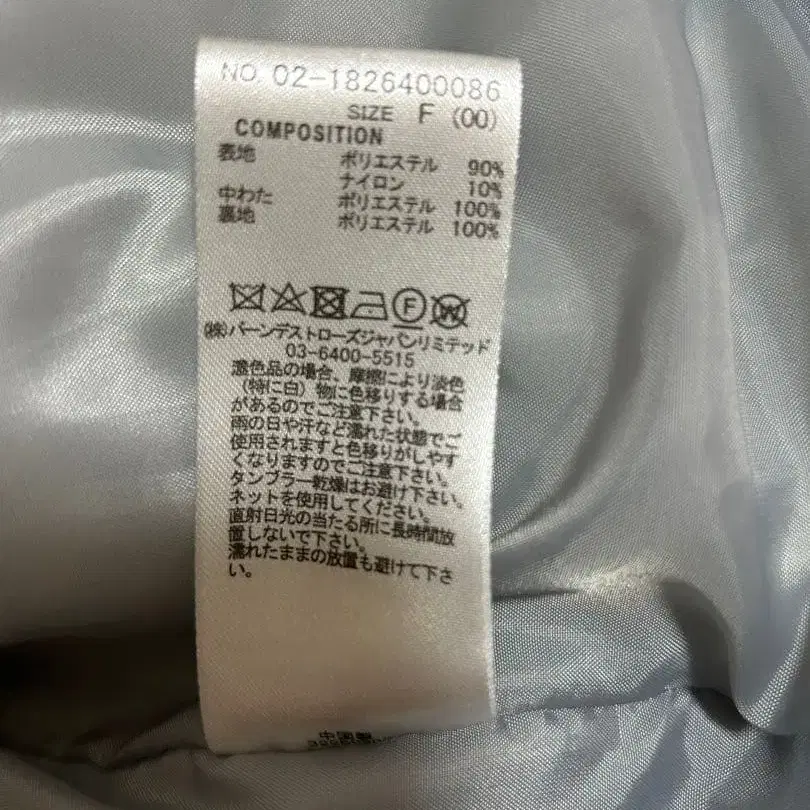 NO. 02-1826400086
SIZE F (00)
COMPOSITION
表地 ポリエステル 90%
ナイロン 10%
中わた ポリエステル 100%
裏地 ポリエステル 100%
F W
㈱バーンデストローズジャパンリミテッド
03-6400-5515
濃色品の場合、摩擦により淡色
(特に白)物に色移りする場合
があるのでご注意下さい。
雨の日や汗など濡れた状態でご
使用されますと色移りがしやす
くなりますのでご注意下さい。
タンブラー乾燥はお避け下さい。
ネットを使用してください。
直射日光の当たる所に長時間放
置しないで下さい。
濡れたままの放置も避けて下さ
い。
中国製